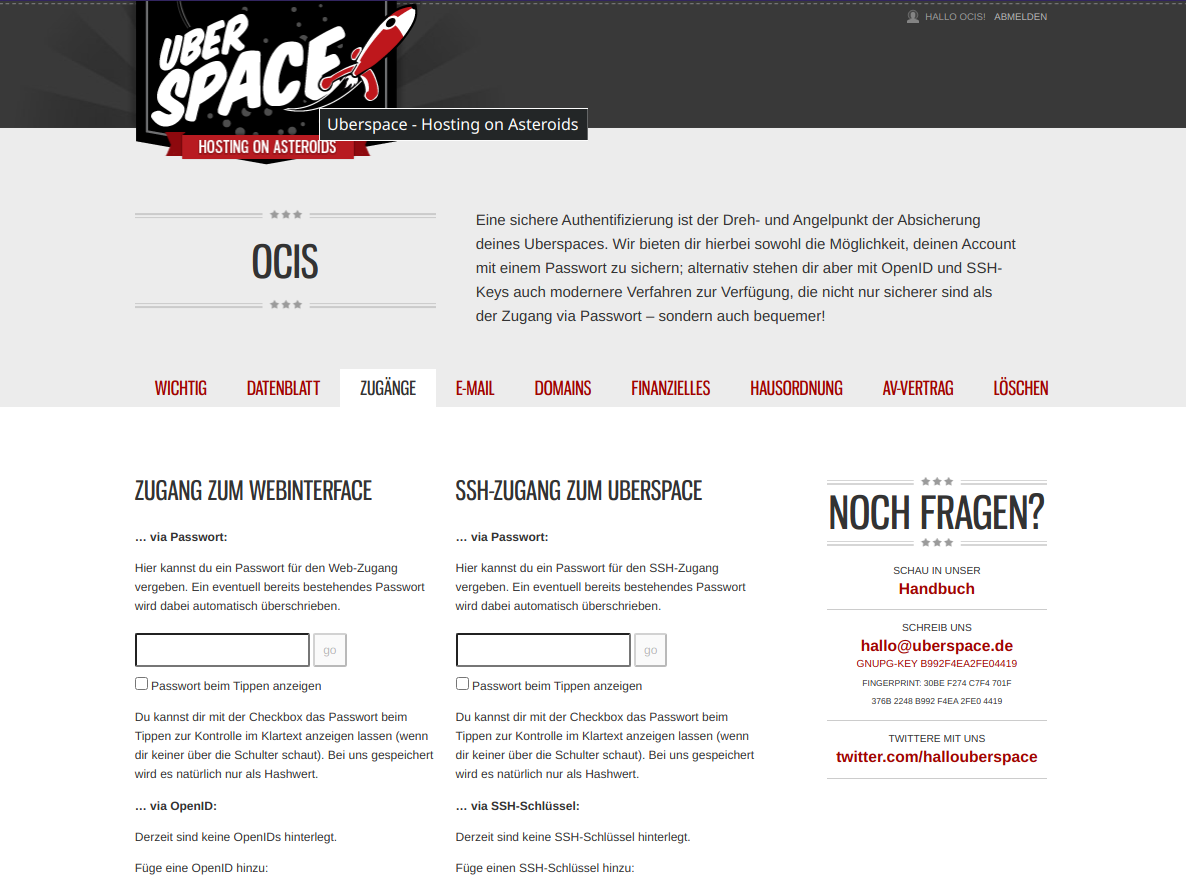 HALLO OCIS! ABMELDEN
UBER
SPACE
HOSTING ON ASTEROIDS
Uberspace - Hosting on Asteroids
OCIS
Eine sichere Authentifizierung ist der Dreh- und Angelpunkt der Absicherung
deines Uberspaces. Wir bieten dir hierbei sowohl die Möglichkeit, deinen Account
mit einem Passwort zu sichern; alternativ stehen dir aber mit OpenID und SSH-
Keys auch modernere Verfahren zur Verfügung, die nicht nur sicherer sind als
der Zugang via Passwort – sondern auch bequemer!
WICHTIG DATENBLATT ZUGÄNGE E-MAIL DOMAINS FINANZIELLES HAUSORDNUNG AV-VERTRAG LÖSCHEN
ZUGANG ZUM WEBINTERFACE
... via Passwort:
Hier kannst du ein Passwort für den Web-Zugang
vergeben. Ein eventuell bereits bestehendes Passwort
wird dabei automatisch überschrieben.
go
Passwort beim Tippen anzeigen
Du kannst dir mit der Checkbox das Passwort beim
Tippen zur Kontrolle im Klartext anzeigen lassen (wenn
dir keiner über die Schulter schaut). Bei uns gespeichert
wird es natürlich nur als Hashwert.
... via OpenID:
Derzeit sind keine OpenIDs hinterlegt.
Füge eine OpenID hinzu:
SSH-ZUGANG ZUM UBERSPACE
... via Passwort:
Hier kannst du ein Passwort für den SSH-Zugang
vergeben. Ein eventuell bereits bestehendes Passwort
wird dabei automatisch überschrieben.
go
Passwort beim Tippen anzeigen
Du kannst dir mit der Checkbox das Passwort beim
Tippen zur Kontrolle im Klartext anzeigen lassen (wenn
dir keiner über die Schulter schaut). Bei uns gespeichert
wird es natürlich nur als Hashwert.
... via SSH-Schlüssel:
Derzeit sind keine SSH-Schlüssel hinterlegt.
Füge einen SSH-Schlüssel hinzu:
NOCH FRAGEN?
SCHAU IN UNSER
Handbuch
SCHREIB UNS
hallo@uberspace.de
GNUPG-KEY B992F4EA2FE04419
FINGERPRINT: 30BE F274 C7F4 701F
376B 2248 B992 F4EA 2FE0 4419
TWITTERE MIT UNS
twitter.com/hallouberspace